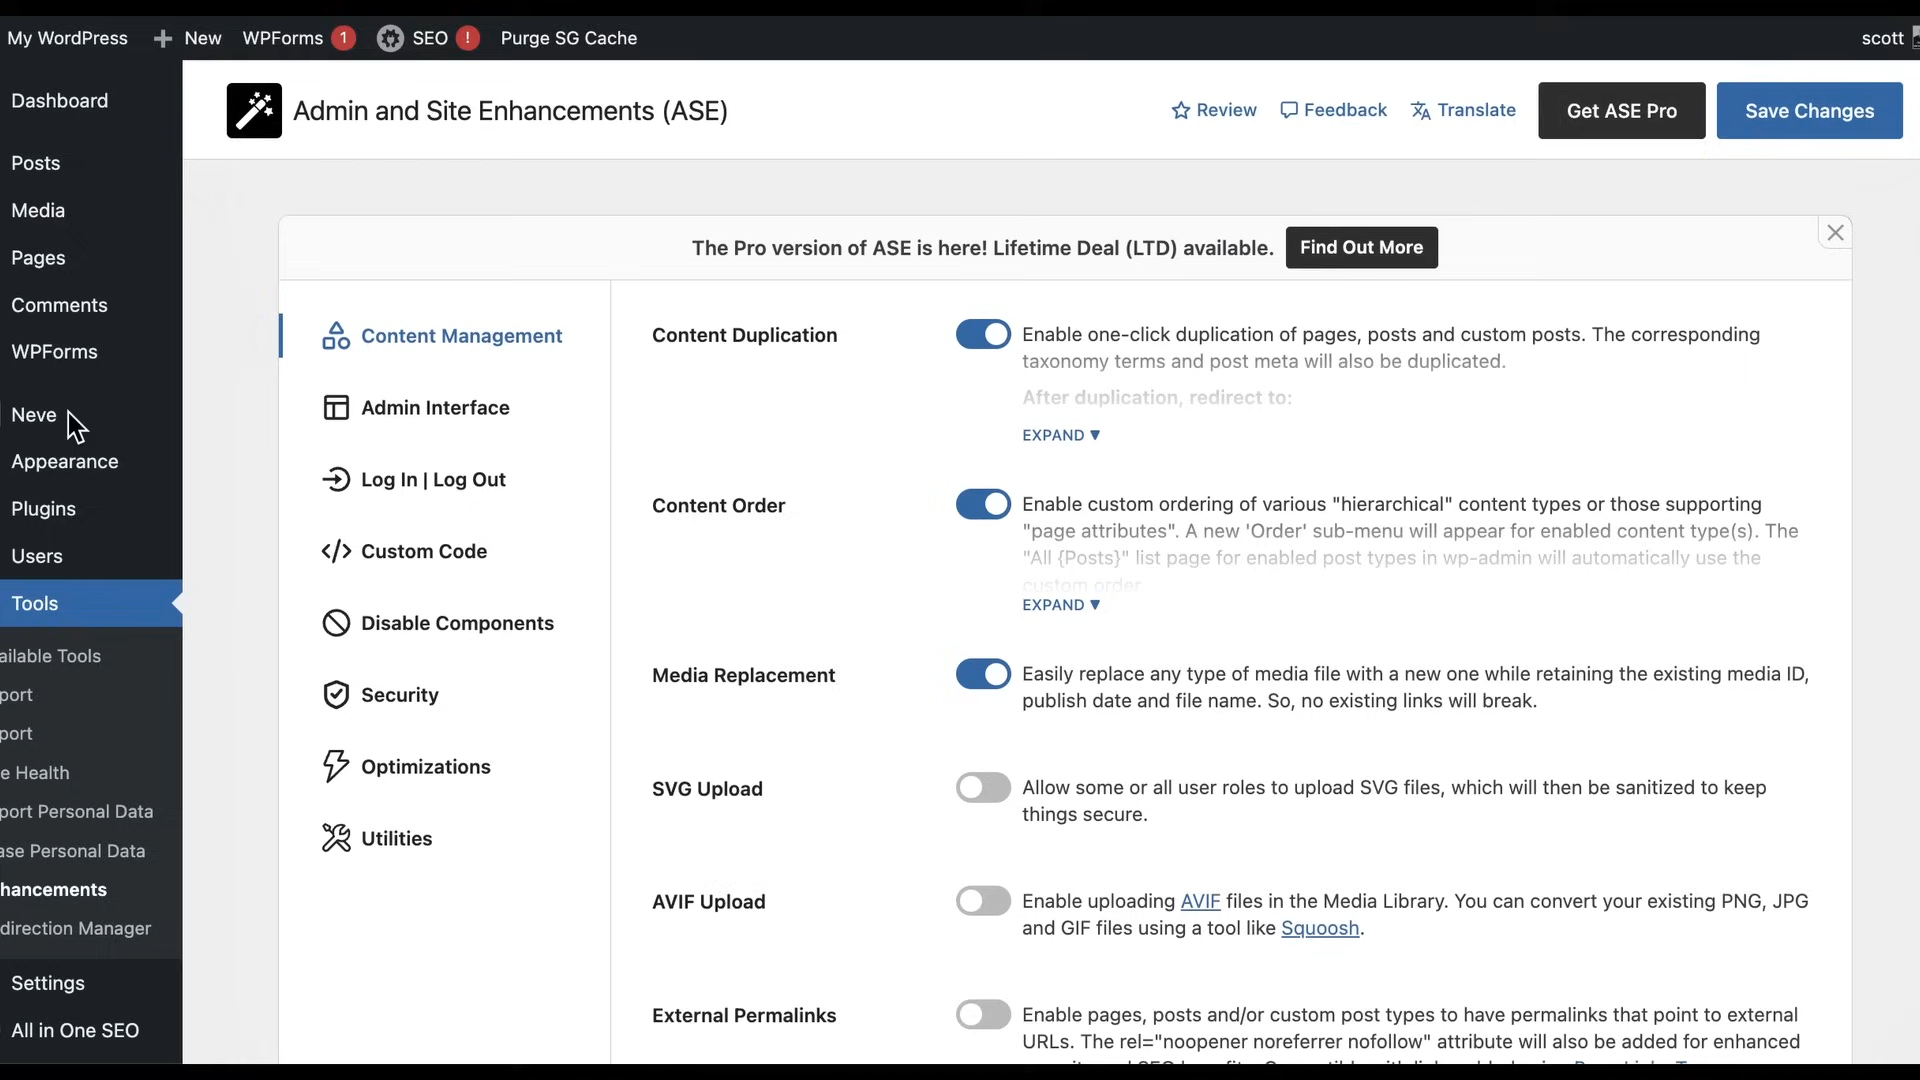 My WordPress New WPForms 1 SEO ! Purge SG Cache scott
Dashboard
Posts
Media
Pages
Comments
WPForms
Neve
Appearance
Plugins
Users
Tools
ailable Tools
port
port
e Health
port Personal Data
ase Personal Data
hancements
direction Manager
Settings
All in One SEO
Admin and Site Enhancements (ASE)
Review Feedback Translate Get ASE Pro Save Changes
The Pro version of ASE is here! Lifetime Deal (LTD) available. Find Out More
Content Management
Admin Interface
Log In | Log Out
Custom Code
Disable Components
Security
Optimizations
Utilities
Content Duplication
Enable one-click duplication of pages, posts and custom posts. The corresponding
taxonomy terms and post meta will also be duplicated.
After duplication, redirect to:
EXPAND ▼
Content Order
Enable custom ordering of various "hierarchical" content types or those supporting
"page attributes". A new 'Order' sub-menu will appear for enabled content type(s). The
"All {Posts}" list page for enabled post types in wp-admin will automatically use the
custom order
EXPAND ▼
Media Replacement
Easily replace any type of media file with a new one while retaining the existing media ID,
publish date and file name. So, no existing links will break.
SVG Upload
Allow some or all user roles to upload SVG files, which will then be sanitized to keep
things secure.
AVIF Upload
Enable uploading AVIF files in the Media Library. You can convert your existing PNG, JPG
and GIF files using a tool like Squoosh.
External Permalinks
Enable pages, posts and/or custom post types to have permalinks that point to external
URLs. The rel="noopener noreferrer nofollow" attribute will also be added for enhanced